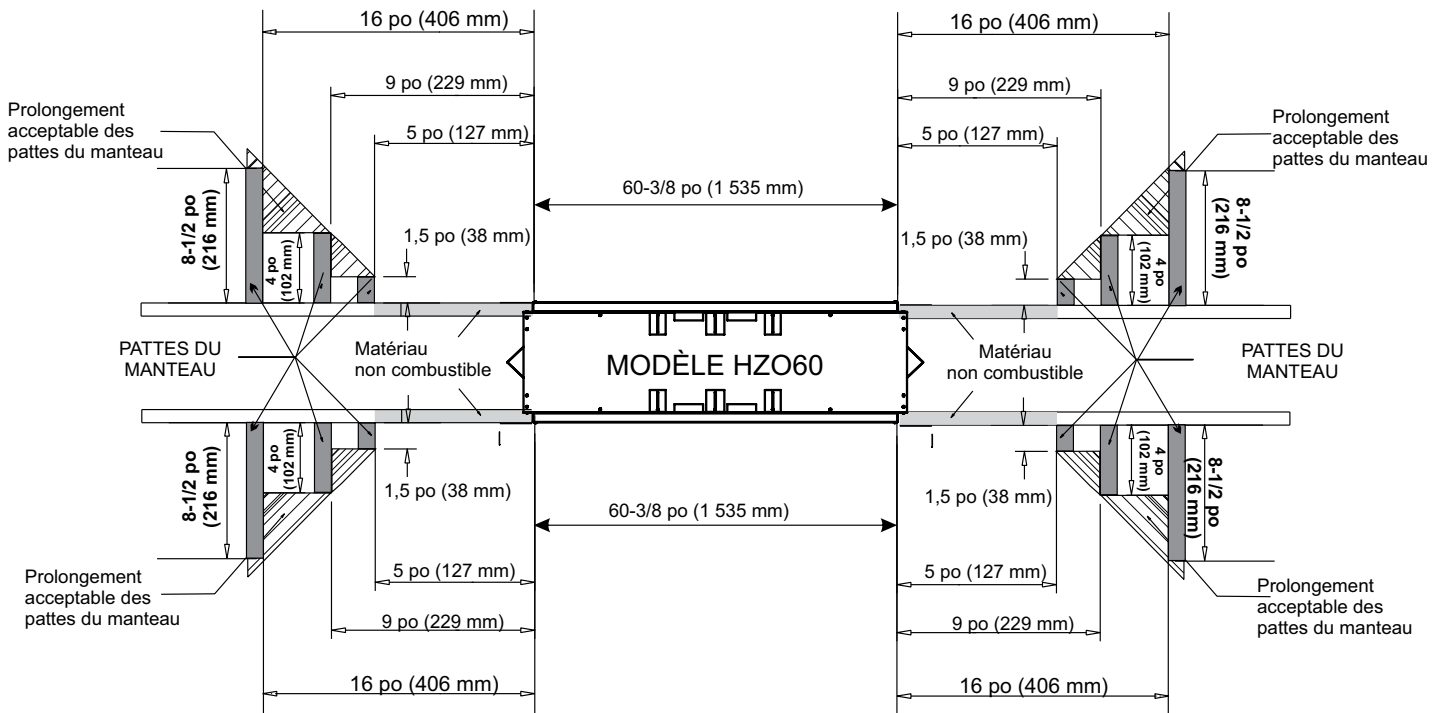 16 po (406 mm)
16 po (406 mm)
9 po (229 mm)
9 po (229 mm)
Prolongement
acceptable des
pattes du manteau
Prolongement
acceptable des
pattes du manteau
5 po (127 mm)
5 po (127 mm)
60-3/8 po (1 535 mm)
8-1/2 po
(216 mm)
4 po
(102 mm)
1,5 po (38 mm)
1,5 po (38 mm)
4 po
(102 mm)
8-1/2 po
(216 mm)
PATTES DU
MANTEAU
Matériau
non combustible
MODÈLE HZO60
Matériau
non combustible
PATTES DU
MANTEAU
8-1/2 po
(216 mm)
4 po
(102 mm)
1,5 po (38 mm)
60-3/8 po (1 535 mm)
1,5 po (38 mm)
4 po
(102 mm)
8-1/2 po
(216 mm)
Prolongement
acceptable des
pattes du manteau
5 po (127 mm)
5 po (127 mm)
Prolongement
acceptable des
pattes du manteau
9 po (229 mm)
9 po (229 mm)
16 po (406 mm)
16 po (406 mm)